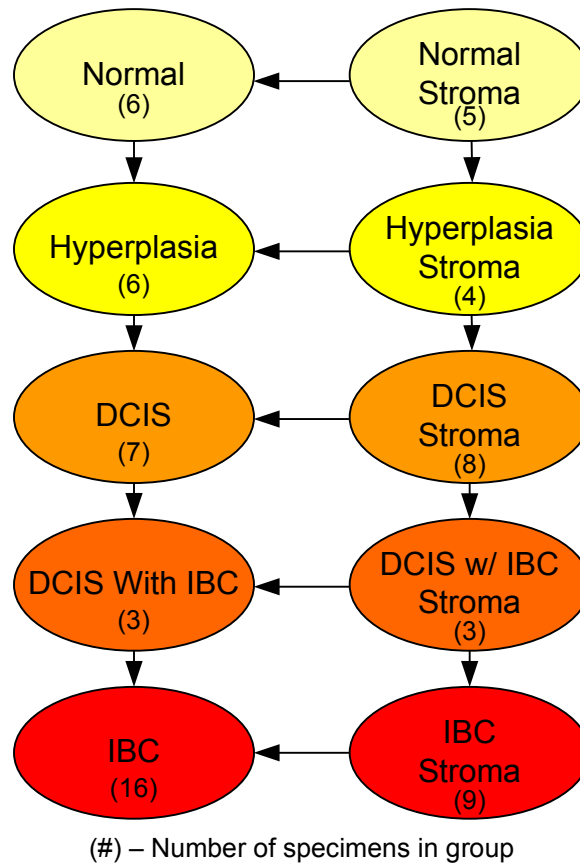 Normal
(6)
Normal
Stroma
(5)
Hyperplasia
(6)
Hyperplasia
Stroma
(4)
DCIS
(7)
DCIS
Stroma
(8)
DCIS With IBC
(3)
DCIS w/ IBC
Stroma
(3)
IBC
(16)
IBC
Stroma
(9)
(#) – Number of specimens in group